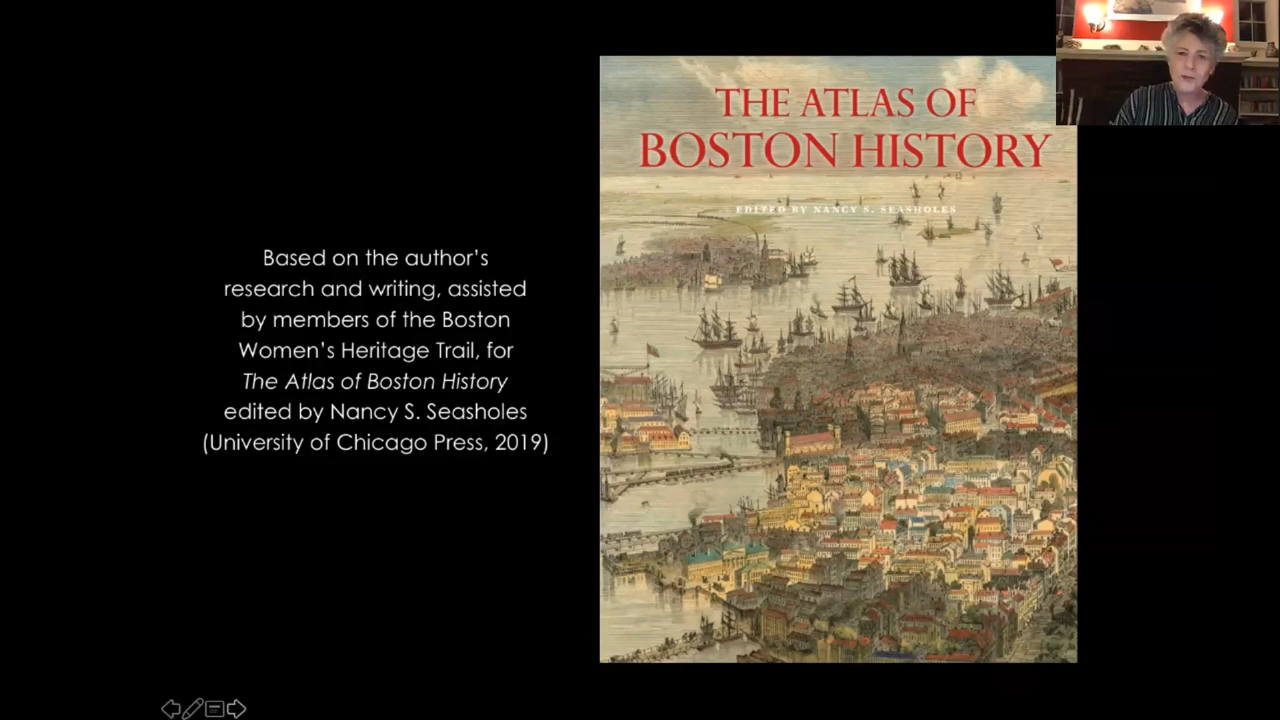 THE ATLAS OF
BOSTON HISTORY
EDITED BY NANCY S. SEASHOLES
Based on the author's
research and writing, assisted
by members of the Boston
Women's Heritage Trail, for
The Atlas of Boston History
edited by Nancy S. Seasholes
(University of Chicago Press, 2019)